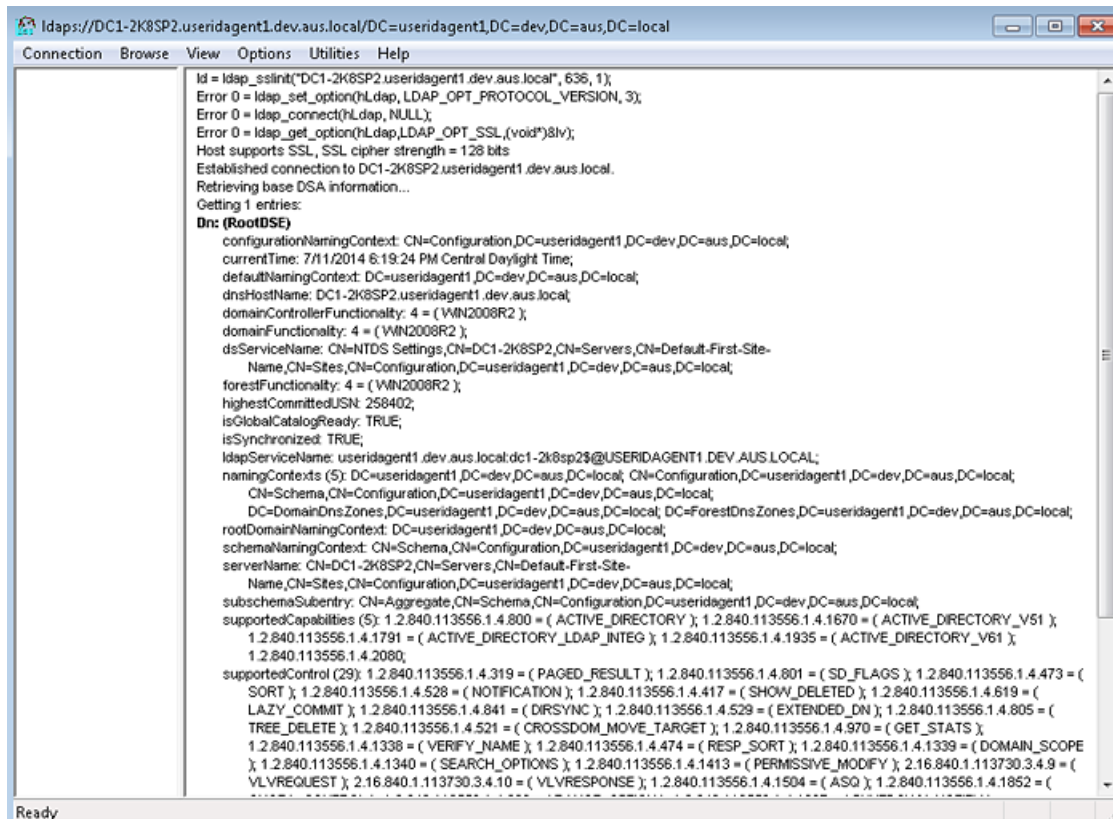 ldaps://DC1-2K8SP2.useridagent1.dev.aus.local/DC=useridagent1,DC=dev,DC=aus,DC=local
Connection Browse View Options Utilities Help
ld = ldap_sslinit("DC1-2K8SP2.useridagent1.dev.aus.local", 636, 1);
Error 0 = ldap_set_option(hLdap, LDAP_OPT_PROTOCOL_VERSION, 3);
Error 0 = ldap_connect(hLdap, NULL);
Error 0 = ldap_get_option(hLdap,LDAP_OPT_SSL,(void*)&lv);
Host supports SSL, SSL cipher strength = 128 bits
Established connection to DC1-2K8SP2.useridagent1.dev.aus.local.
Retrieving base DSA information...
Getting 1 entries:
Dn: (RootDSE)
configurationNamingContext: CN=Configuration,DC=useridagent1,DC=dev,DC=aus,DC=local;
currentTime: 7/11/2014 6:19:24 PM Central Daylight Time;
defaultNamingContext: DC=useridagent1,DC=dev,DC=aus,DC=local;
dnsHostName: DC1-2K8SP2.useridagent1.dev.aus.local;
domainControllerFunctionality: 4 = ( WIN2008R2 );
domainFunctionality: 4 = ( WIN2008R2 );
dsServiceName: CN=NTDS Settings,CN=DC1-2K8SP2,CN=Servers,CN=Default-First-Site-
Name,CN=Sites,CN=Configuration,DC=useridagent1,DC=dev,DC=aus,DC=local;
forestFunctionality: 4 = ( WIN2008R2 );
highestCommittedUSN: 258402;
isGlobalCatalogReady: TRUE;
isSynchronized: TRUE;
ldapServiceName: useridagent1.dev.aus.local:dc1-2k8sp2$@USERIDAGENT1.DEV.AUS.LOCAL;
namingContexts (5): DC=useridagent1,DC=dev,DC=aus,DC=local; CN=Configuration,DC=useridagent1,DC=dev,DC=aus,DC=local;
CN=Schema,CN=Configuration,DC=useridagent1,DC=dev,DC=aus,DC=local;
DC=DomainDnsZones,DC=useridagent1,DC=dev,DC=aus,DC=local; DC=ForestDnsZones,DC=useridagent1,DC=dev,DC=aus,DC=local;
rootDomainNamingContext: DC=useridagent1,DC=dev,DC=aus,DC=local;
schemaNamingContext: CN=Schema,CN=Configuration,DC=useridagent1,DC=dev,DC=aus,DC=local;
serverName: CN=DC1-2K8SP2,CN=Servers,CN=Default-First-Site-
Name,CN=Sites,CN=Configuration,DC=useridagent1,DC=dev,DC=aus,DC=local;
subschemaSubentry: CN=Aggregate,CN=Schema,CN=Configuration,DC=useridagent1,DC=dev,DC=aus,DC=local;
supportedCapabilities (5): 1.2.840.113556.1.4.800 = ( ACTIVE_DIRECTORY ); 1.2.840.113556.1.4.1670 = ( ACTIVE_DIRECTORY_V51 );
1.2.840.113556.1.4.1791 = ( ACTIVE_DIRECTORY_LDAP_INTEG ); 1.2.840.113556.1.4.1935 = ( ACTIVE_DIRECTORY_V61 );
1.2.840.113556.1.4.2080;
supportedControl (29): 1.2.840.113556.1.4.319 = ( PAGED_RESULT ); 1.2.840.113556.1.4.801 = ( SD_FLAGS ); 1.2.840.113556.1.4.473 = (
SORT ); 1.2.840.113556.1.4.528 = ( NOTIFICATION ); 1.2.840.113556.1.4.417 = ( SHOW_DELETED ); 1.2.840.113556.1.4.619 = (
LAZY_COMMIT ); 1.2.840.113556.1.4.841 = ( DIRSYNC ); 1.2.840.113556.1.4.529 = ( EXTENDED_DN ); 1.2.840.113556.1.4.805 = (
TREE_DELETE ); 1.2.840.113556.1.4.521 = ( CROSSDOM_MOVE_TARGET ); 1.2.840.113556.1.4.970 = ( GET_STATS );
1.2.840.113556.1.4.1338 = ( VERIFY_NAME ); 1.2.840.113556.1.4.474 = ( RESP_SORT ); 1.2.840.113556.1.4.1339 = ( DOMAIN_SCOPE
); 1.2.840.113556.1.4.1340 = ( SEARCH_OPTIONS ); 1.2.840.113556.1.4.1413 = ( PERMISSIVE_MODIFY ); 2.16.840.1.113730.3.4.9 = (
VLVREQUEST ); 2.16.840.1.113730.3.4.10 = ( VLVRESPONSE ); 1.2.840.113556.1.4.1504 = ( ASQ ); 1.2.840.113556.1.4.1852 = (
Ready